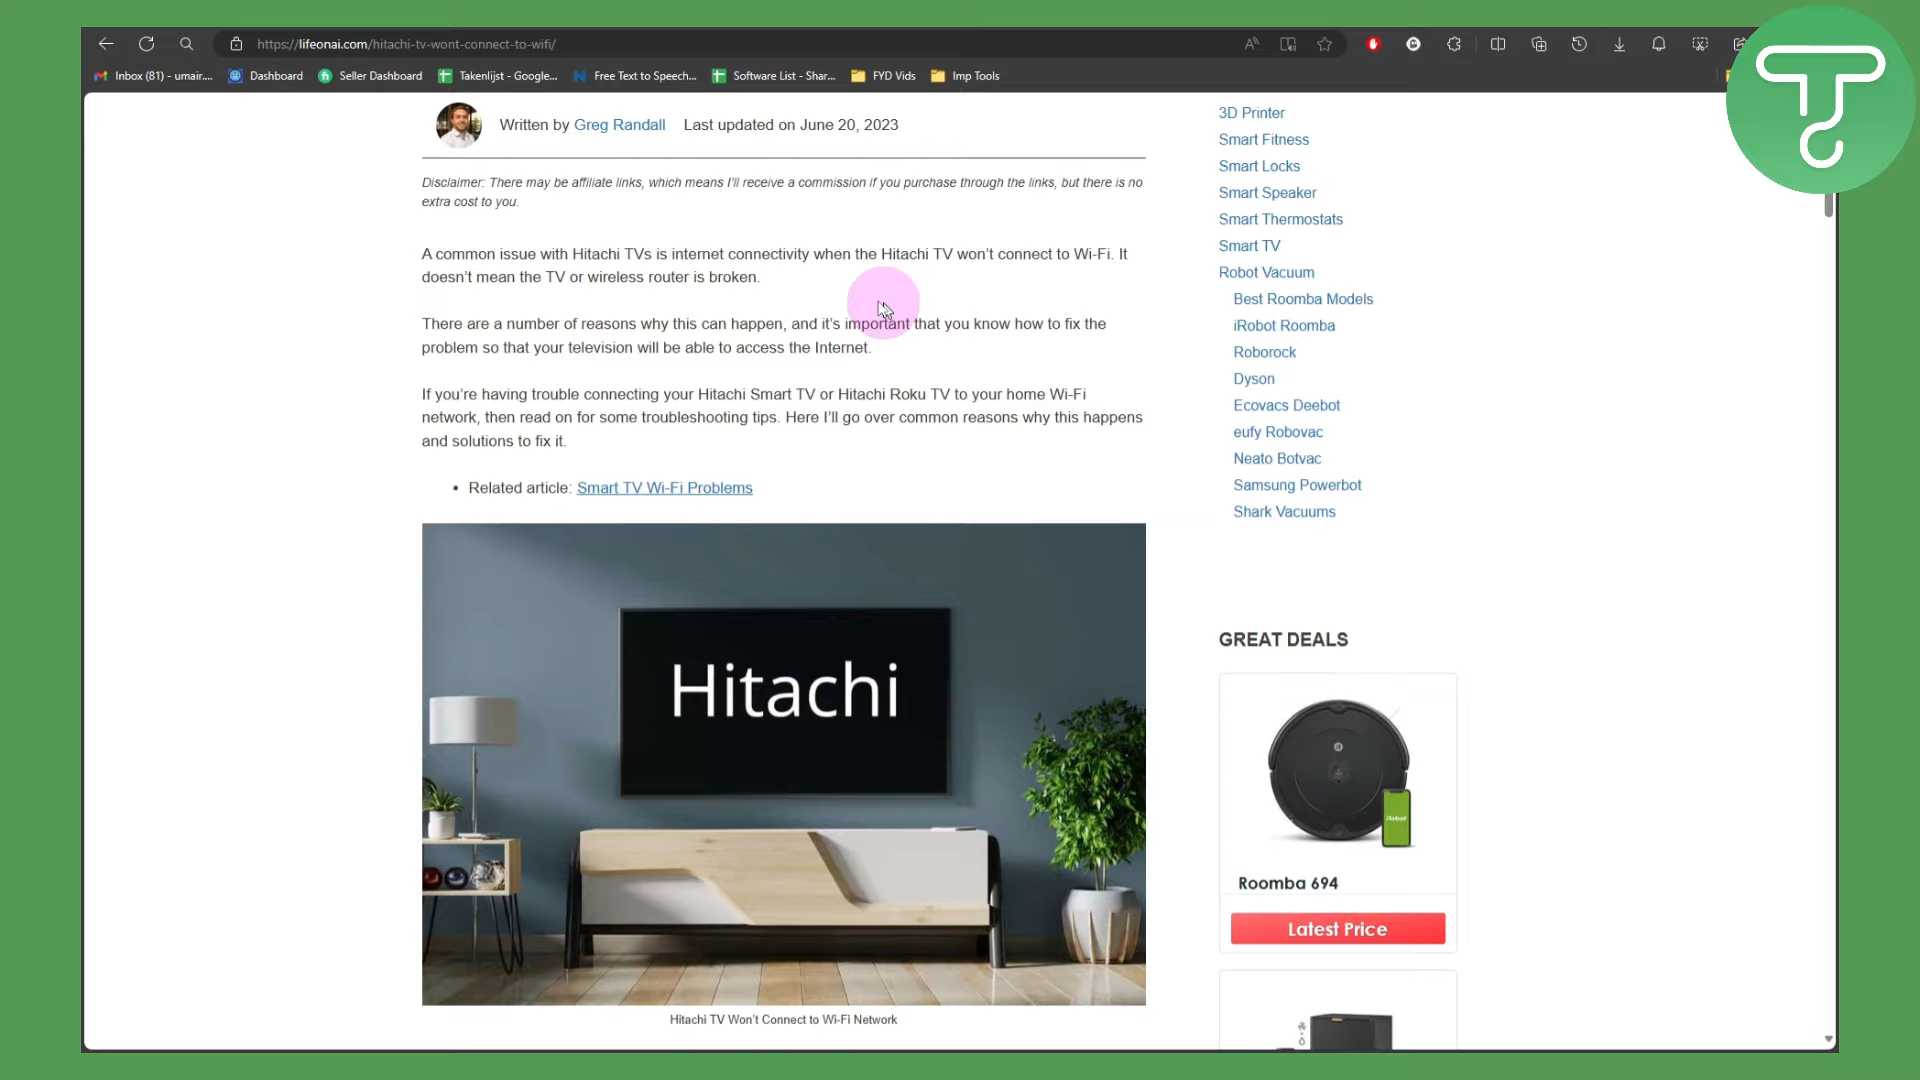 https://lifeonai.com/hitachi-tv-wont-connect-to-wifi/
Inbox (81) - umair....
Dashboard
Seller Dashboard
Takenlijst - Google...
Free Text to Speech...
Software List - Shar...
FYD Vids
Imp Tools
Written by Greg Randall Last updated on June 20, 2023
Disclaimer: There may be affiliate links, which means I'll receive a commission if you purchase through the links, but there is no
extra cost to you.
A common issue with Hitachi TVs is internet connectivity when the Hitachi TV won't connect to Wi-Fi. It
doesn't mean the TV or wireless router is broken.
There are a number of reasons why this can happen, and it's important that you know how to fix the
problem so that your television will be able to access the Internet.
If you're having trouble connecting your Hitachi Smart TV or Hitachi Roku TV to your home Wi-Fi
network, then read on for some troubleshooting tips. Here I'll go over common reasons why this happens
and solutions to fix it.
• Related article: Smart TV Wi-Fi Problems
Hitachi
Hitachi TV Won't Connect to Wi-Fi Network
3D Printer
Smart Fitness
Smart Locks
Smart Speaker
Smart Thermostats
Smart TV
Robot Vacuum
Best Roomba Models
iRobot Roomba
Roborock
Dyson
Ecovacs Deebot
eufy Robovac
Neato Botvac
Samsung Powerbot
Shark Vacuums
GREAT DEALS
iRobot
Roomba 694
Latest Price